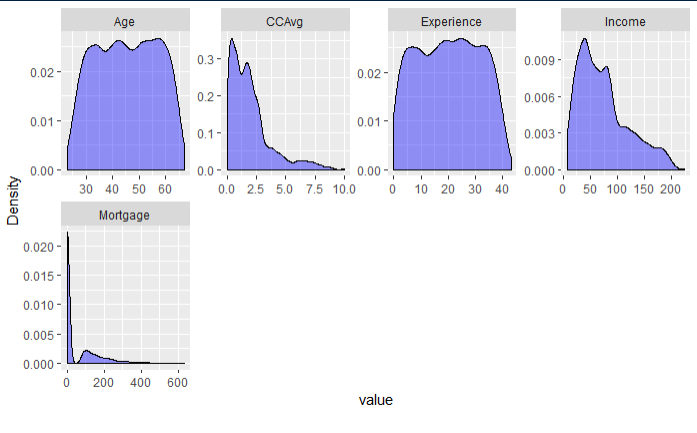 Age CCAvg Experience Income
0.02 0.3 0.02 0.009
0.2 0.006
0.01 0.1 0.01 0.003
0.00 0.0 0.00 0.000
30 40 50 60 0.0 2.5 5.0 7.5 10.0 0 10 20 30 40 0 50 100 150 200
Density
Mortgage
0.020
0.015
0.010
0.005
0.000
0 200 400 600
value